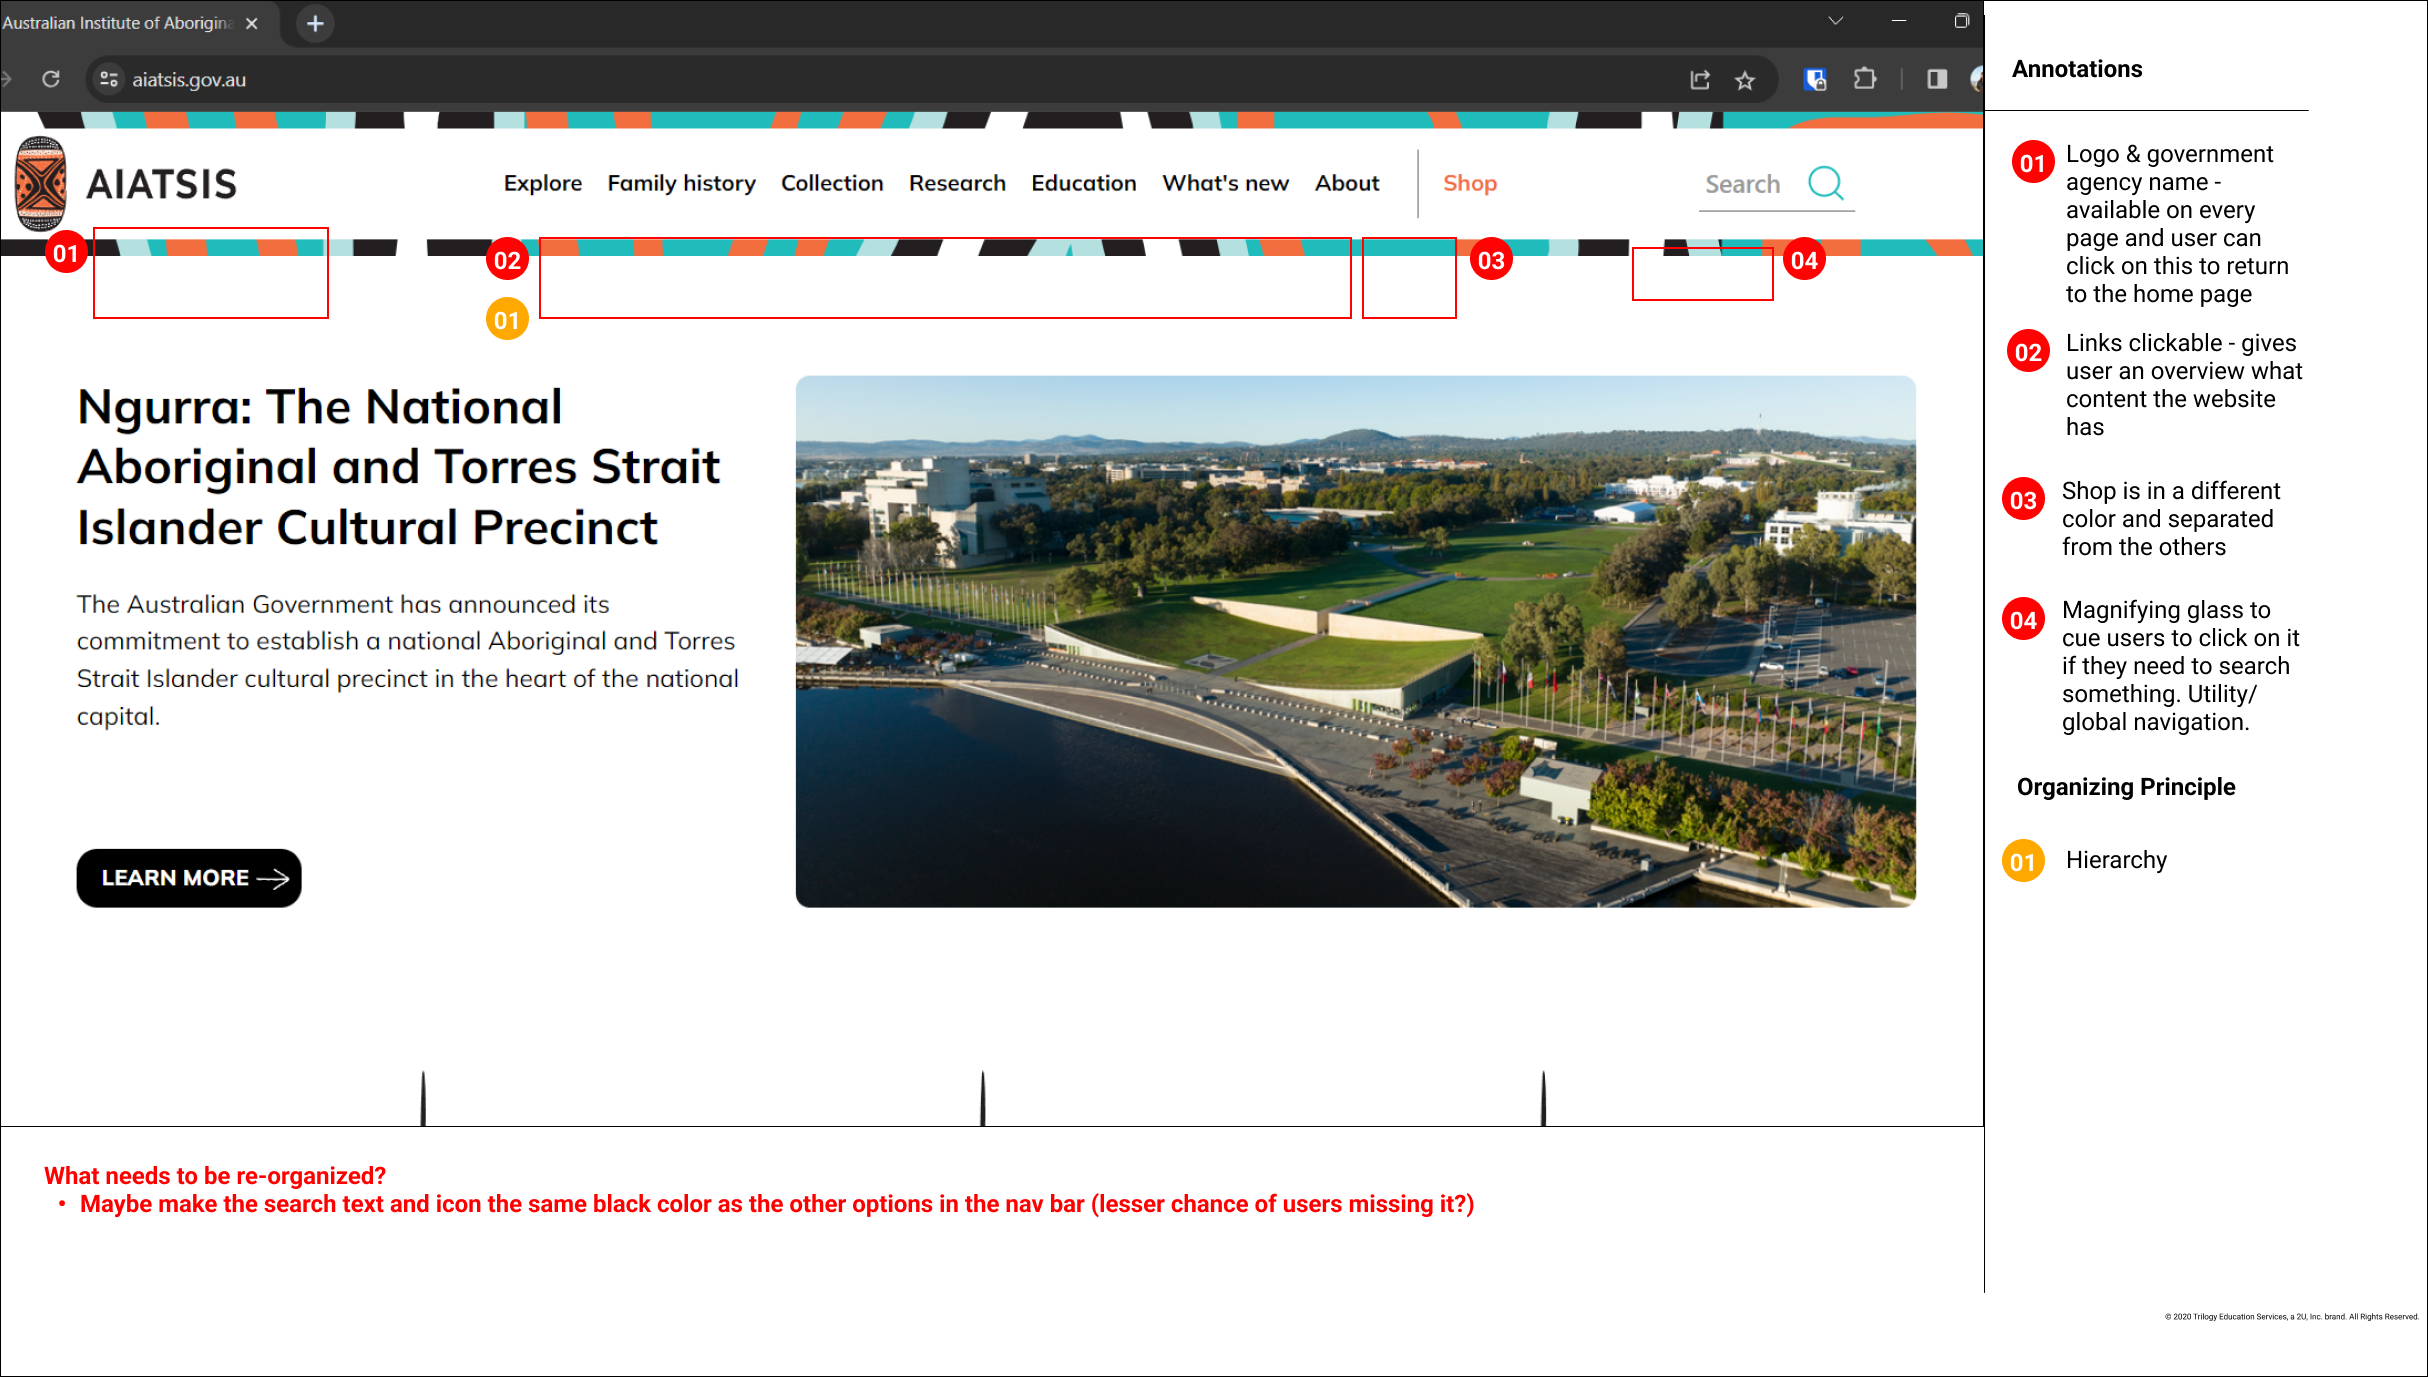 Australian Institute of Aborigin
aiatsis.gov.au
AIATSIS
Explore Family history Collection Research Education What's new About Shop Search
01
02
03
04
01
Ngurra: The National
Aboriginal and Torres Strait
Islander Cultural Precinct
The Australian Government has announced its
commitment to establish a national Aboriginal and Torres
Strait Islander cultural precinct in the heart of the national
capital.
LEARN MORE
Annotations
01 Logo & government
agency name -
available on every
page and user can
click on this to return
to the home page
02 Links clickable - gives
user an overview what
content the website
has
03 Shop is in a different
color and separated
from the others
04 Magnifying glass to
cue users to click on it
if they need to search
something. Utility/
global navigation.
Organizing Principle
01 Hierarchy
What needs to be re-organized?
• Maybe make the search text and icon the same black color as the other options in the nav bar (lesser chance of users missing it?)
© 2020 Trilogy Education Services, a 2U, Inc. brand. All Rights Reserved.